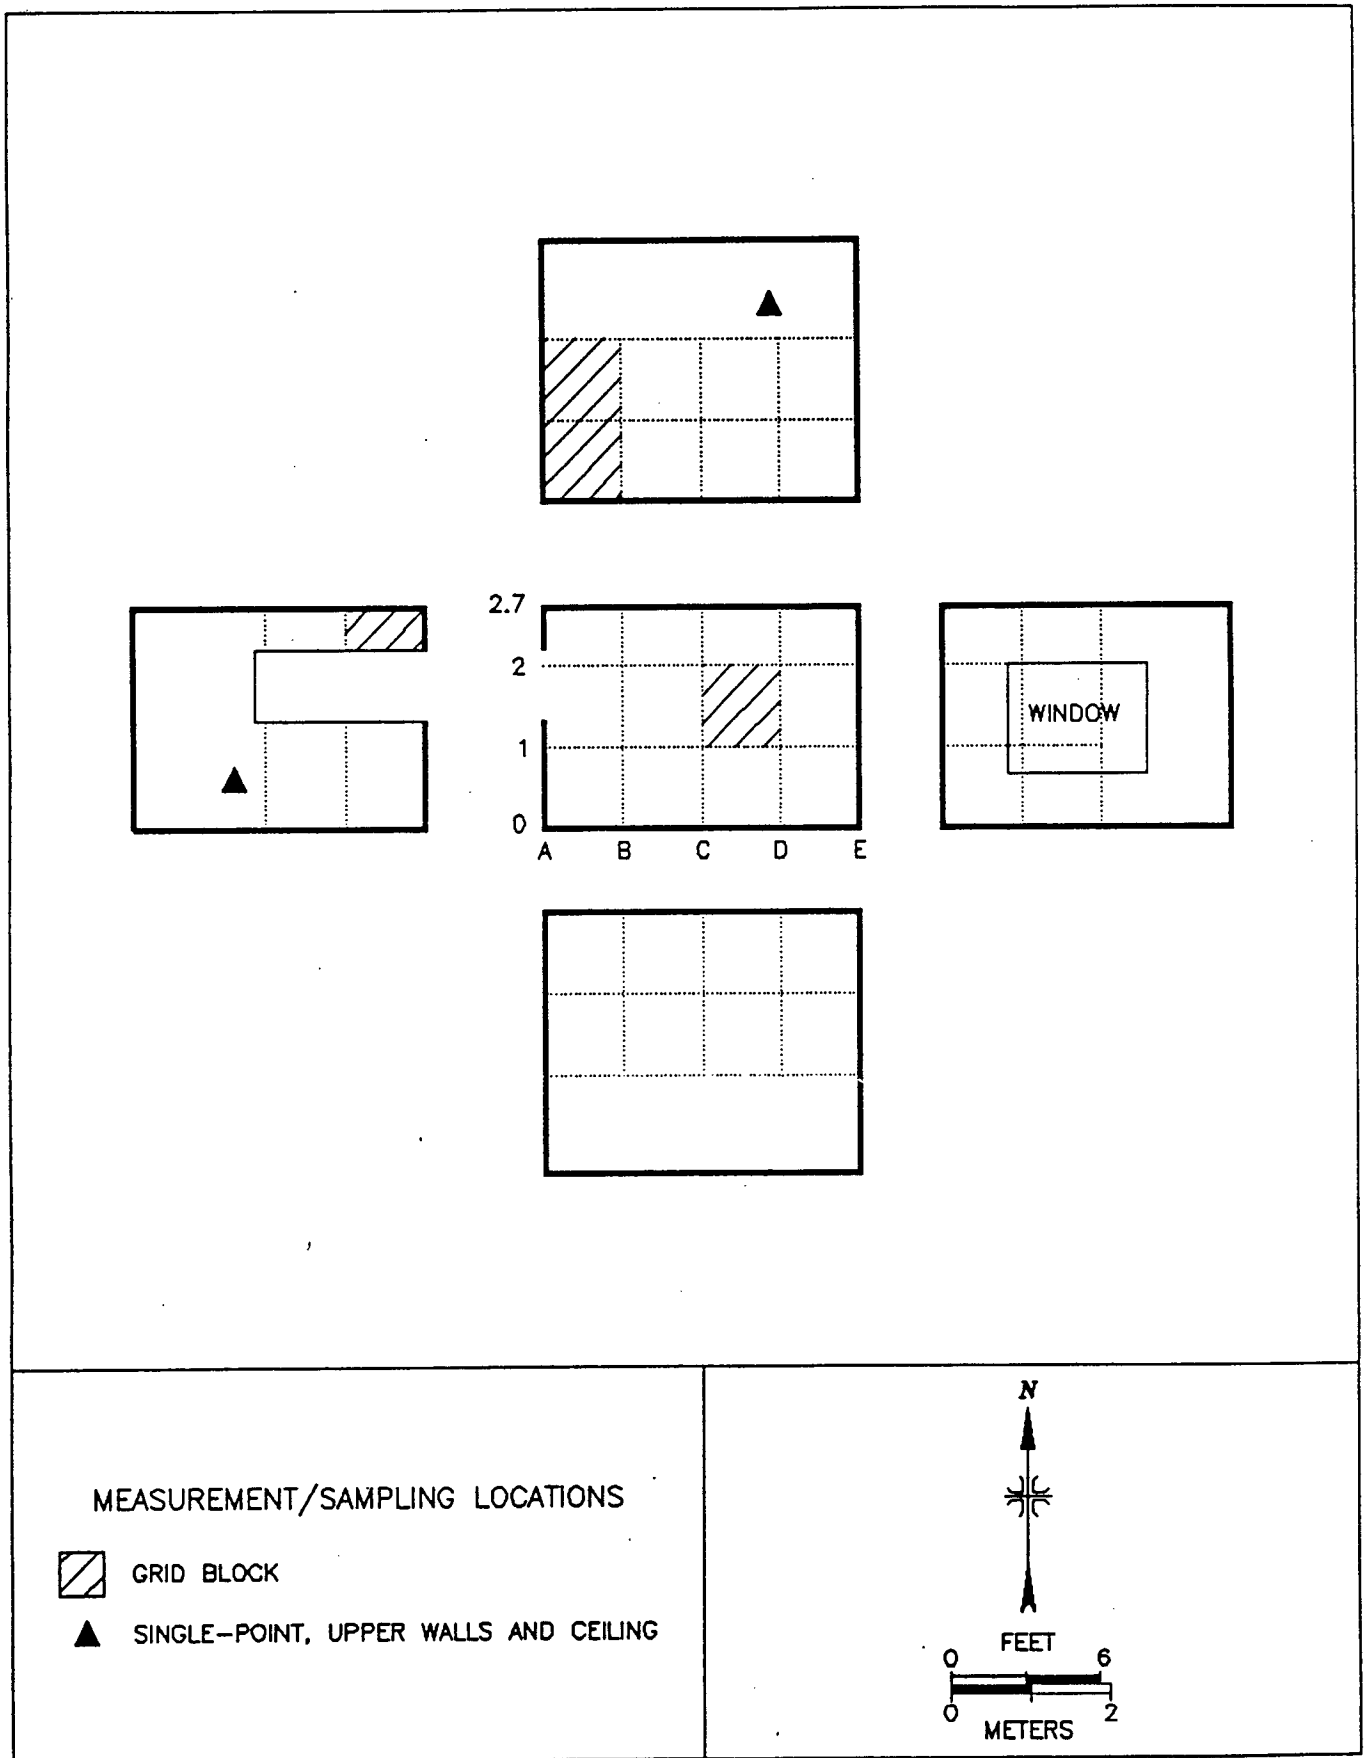 2.7
2
1
0
A B C D E
WINDOW
MEASUREMENT/SAMPLING LOCATIONS
GRID BLOCK
SINGLE-POINT, UPPER WALLS AND CEILING
N
FEET
0 6
0 2
METERS